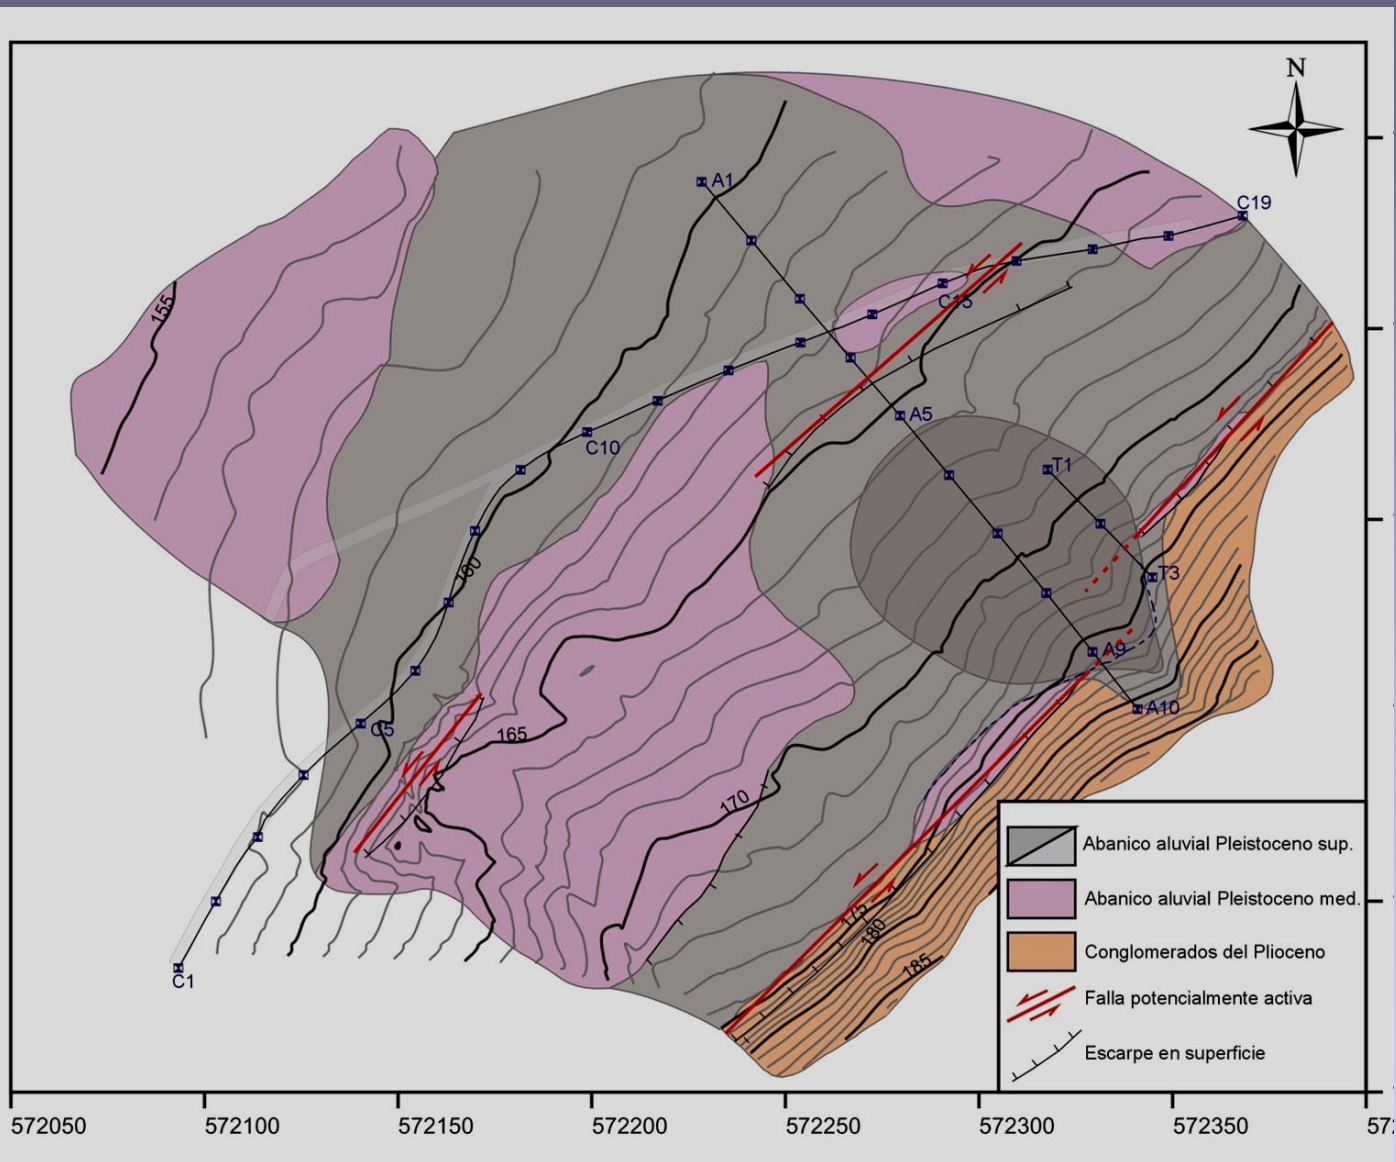 N
C19
A1
155
C15
C10
A5
T1
160
T3
A9
A10
C5
165
170
175
180
185
C1
Abanico aluvial Pleistoceno sup.
Abanico aluvial Pleistoceno med.
Conglomerados del Plioceno
Falla potencialmente activa
Escarpe en superficie
572050 572100 572150 572200 572250 572300 572350